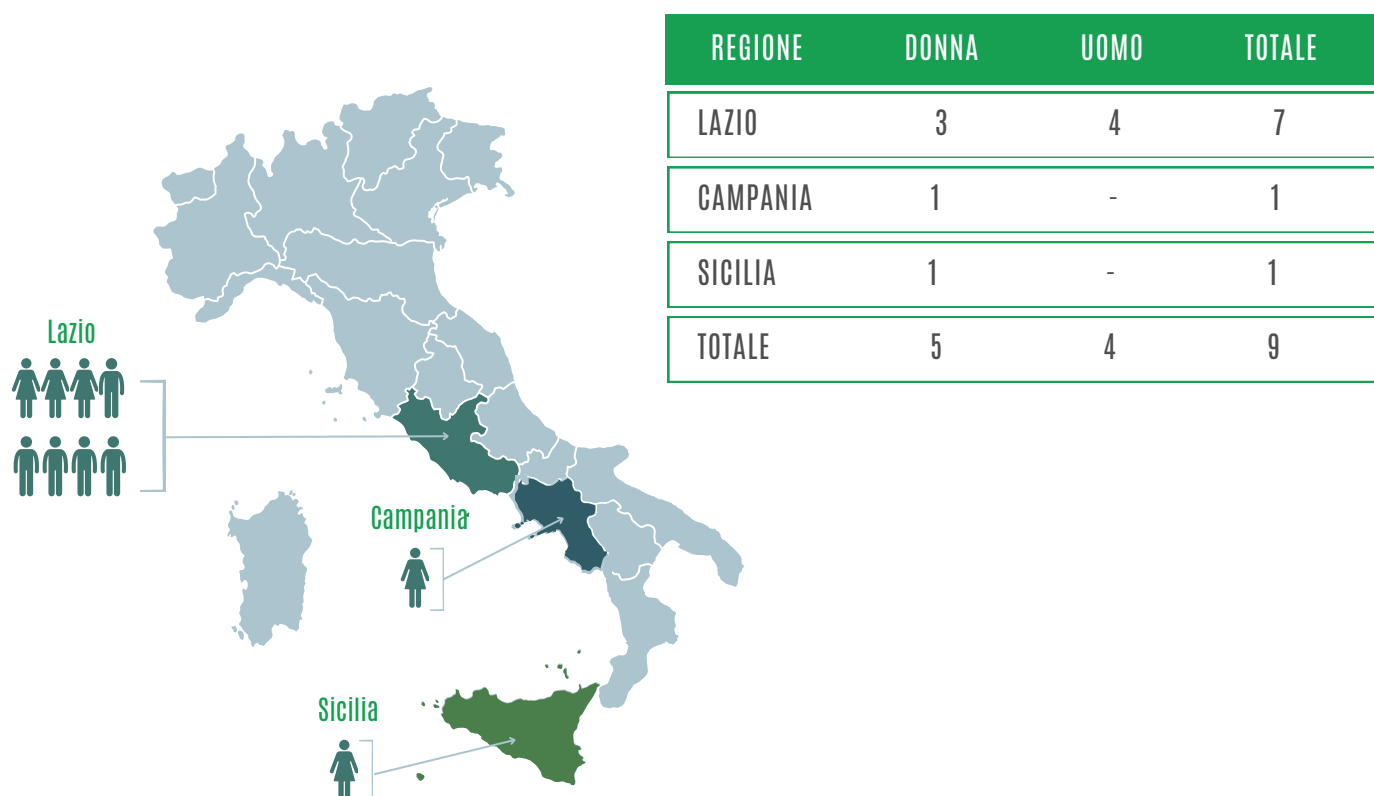 REGIONE DONNA UOMO TOTALE
LAZIO 3 4 7
CAMPANIA 1 - 1
SICILIA 1 - 1
TOTALE 5 4 9
Lazio
Campania
Sicilia